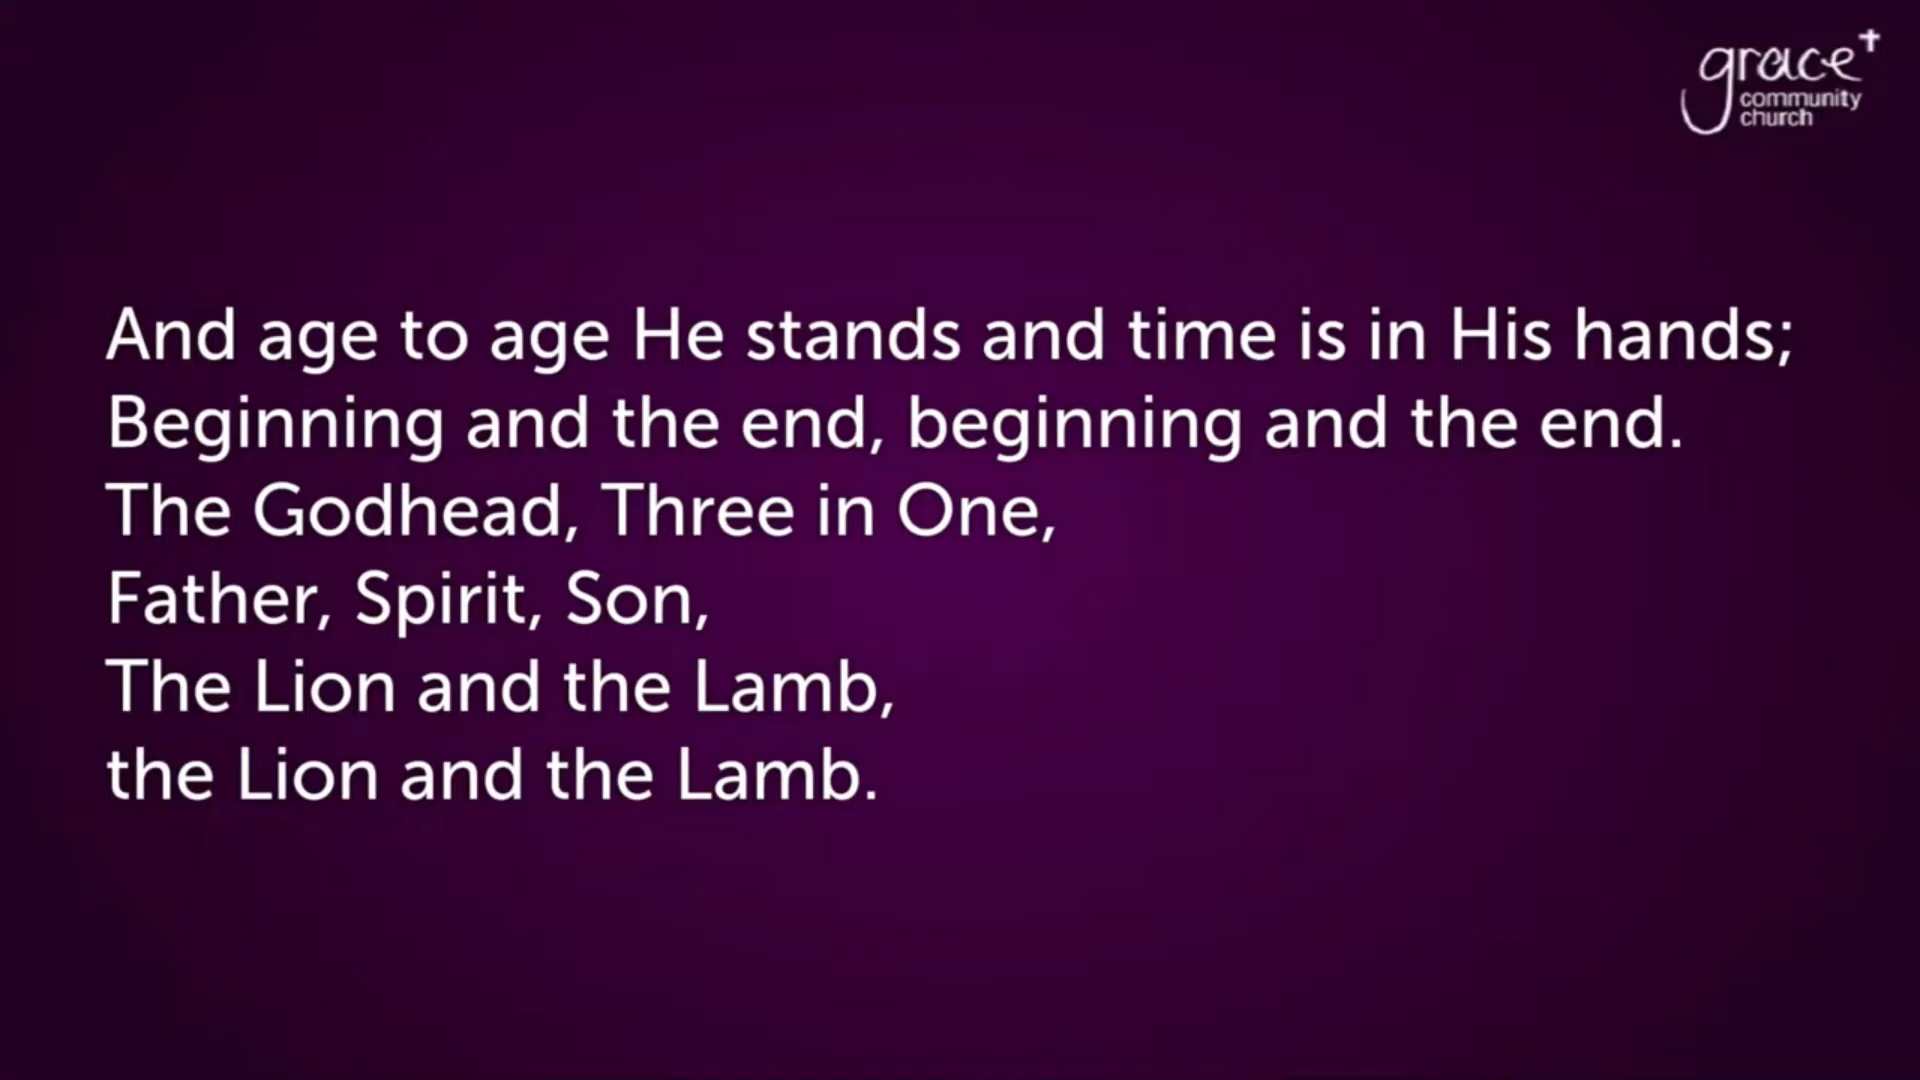 grace
community
church
And age to age He stands and time is in His hands;
Beginning and the end, beginning and the end.
The Godhead, Three in One,
Father, Spirit, Son,
The Lion and the Lamb,
the Lion and the Lamb.